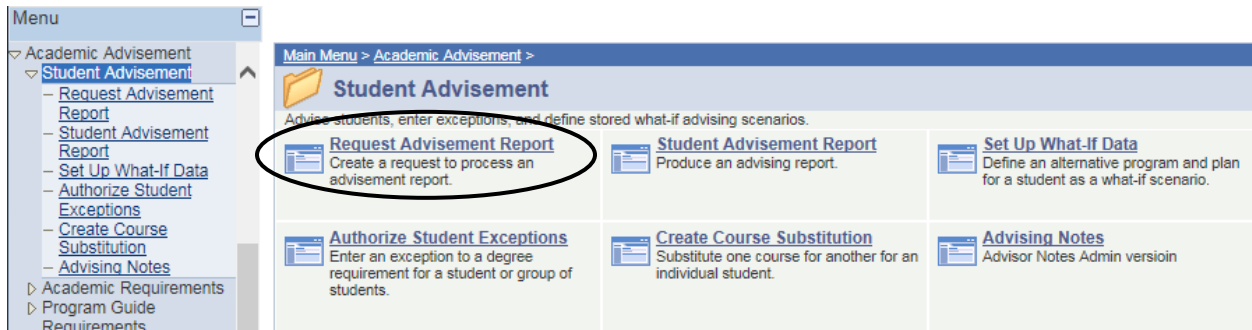 Menu
Academic Advisement
Student Advisement
Request Advisement
Report
Student Advisement
Report
Set Up What-If Data
Authorize Student
Exceptions
Create Course
Substitution
Advising Notes
Academic Requirements
Program Guide
Requirements
Main Menu > Academic Advisement >
Student Advisement
Advise students, enter exceptions, and define stored what-if advising scenarios.
Request Advisement Report
Create a request to process an
advisement report.
Student Advisement Report
Produce an advising report.
Set Up What-If Data
Define an alternative program and plan
for a student as a what-if scenario.
Authorize Student Exceptions
Enter an exception to a degree
requirement for a student or group of
students.
Create Course Substitution
Substitute one course for another for an
individual student.
Advising Notes
Advisor Notes Admin versioin